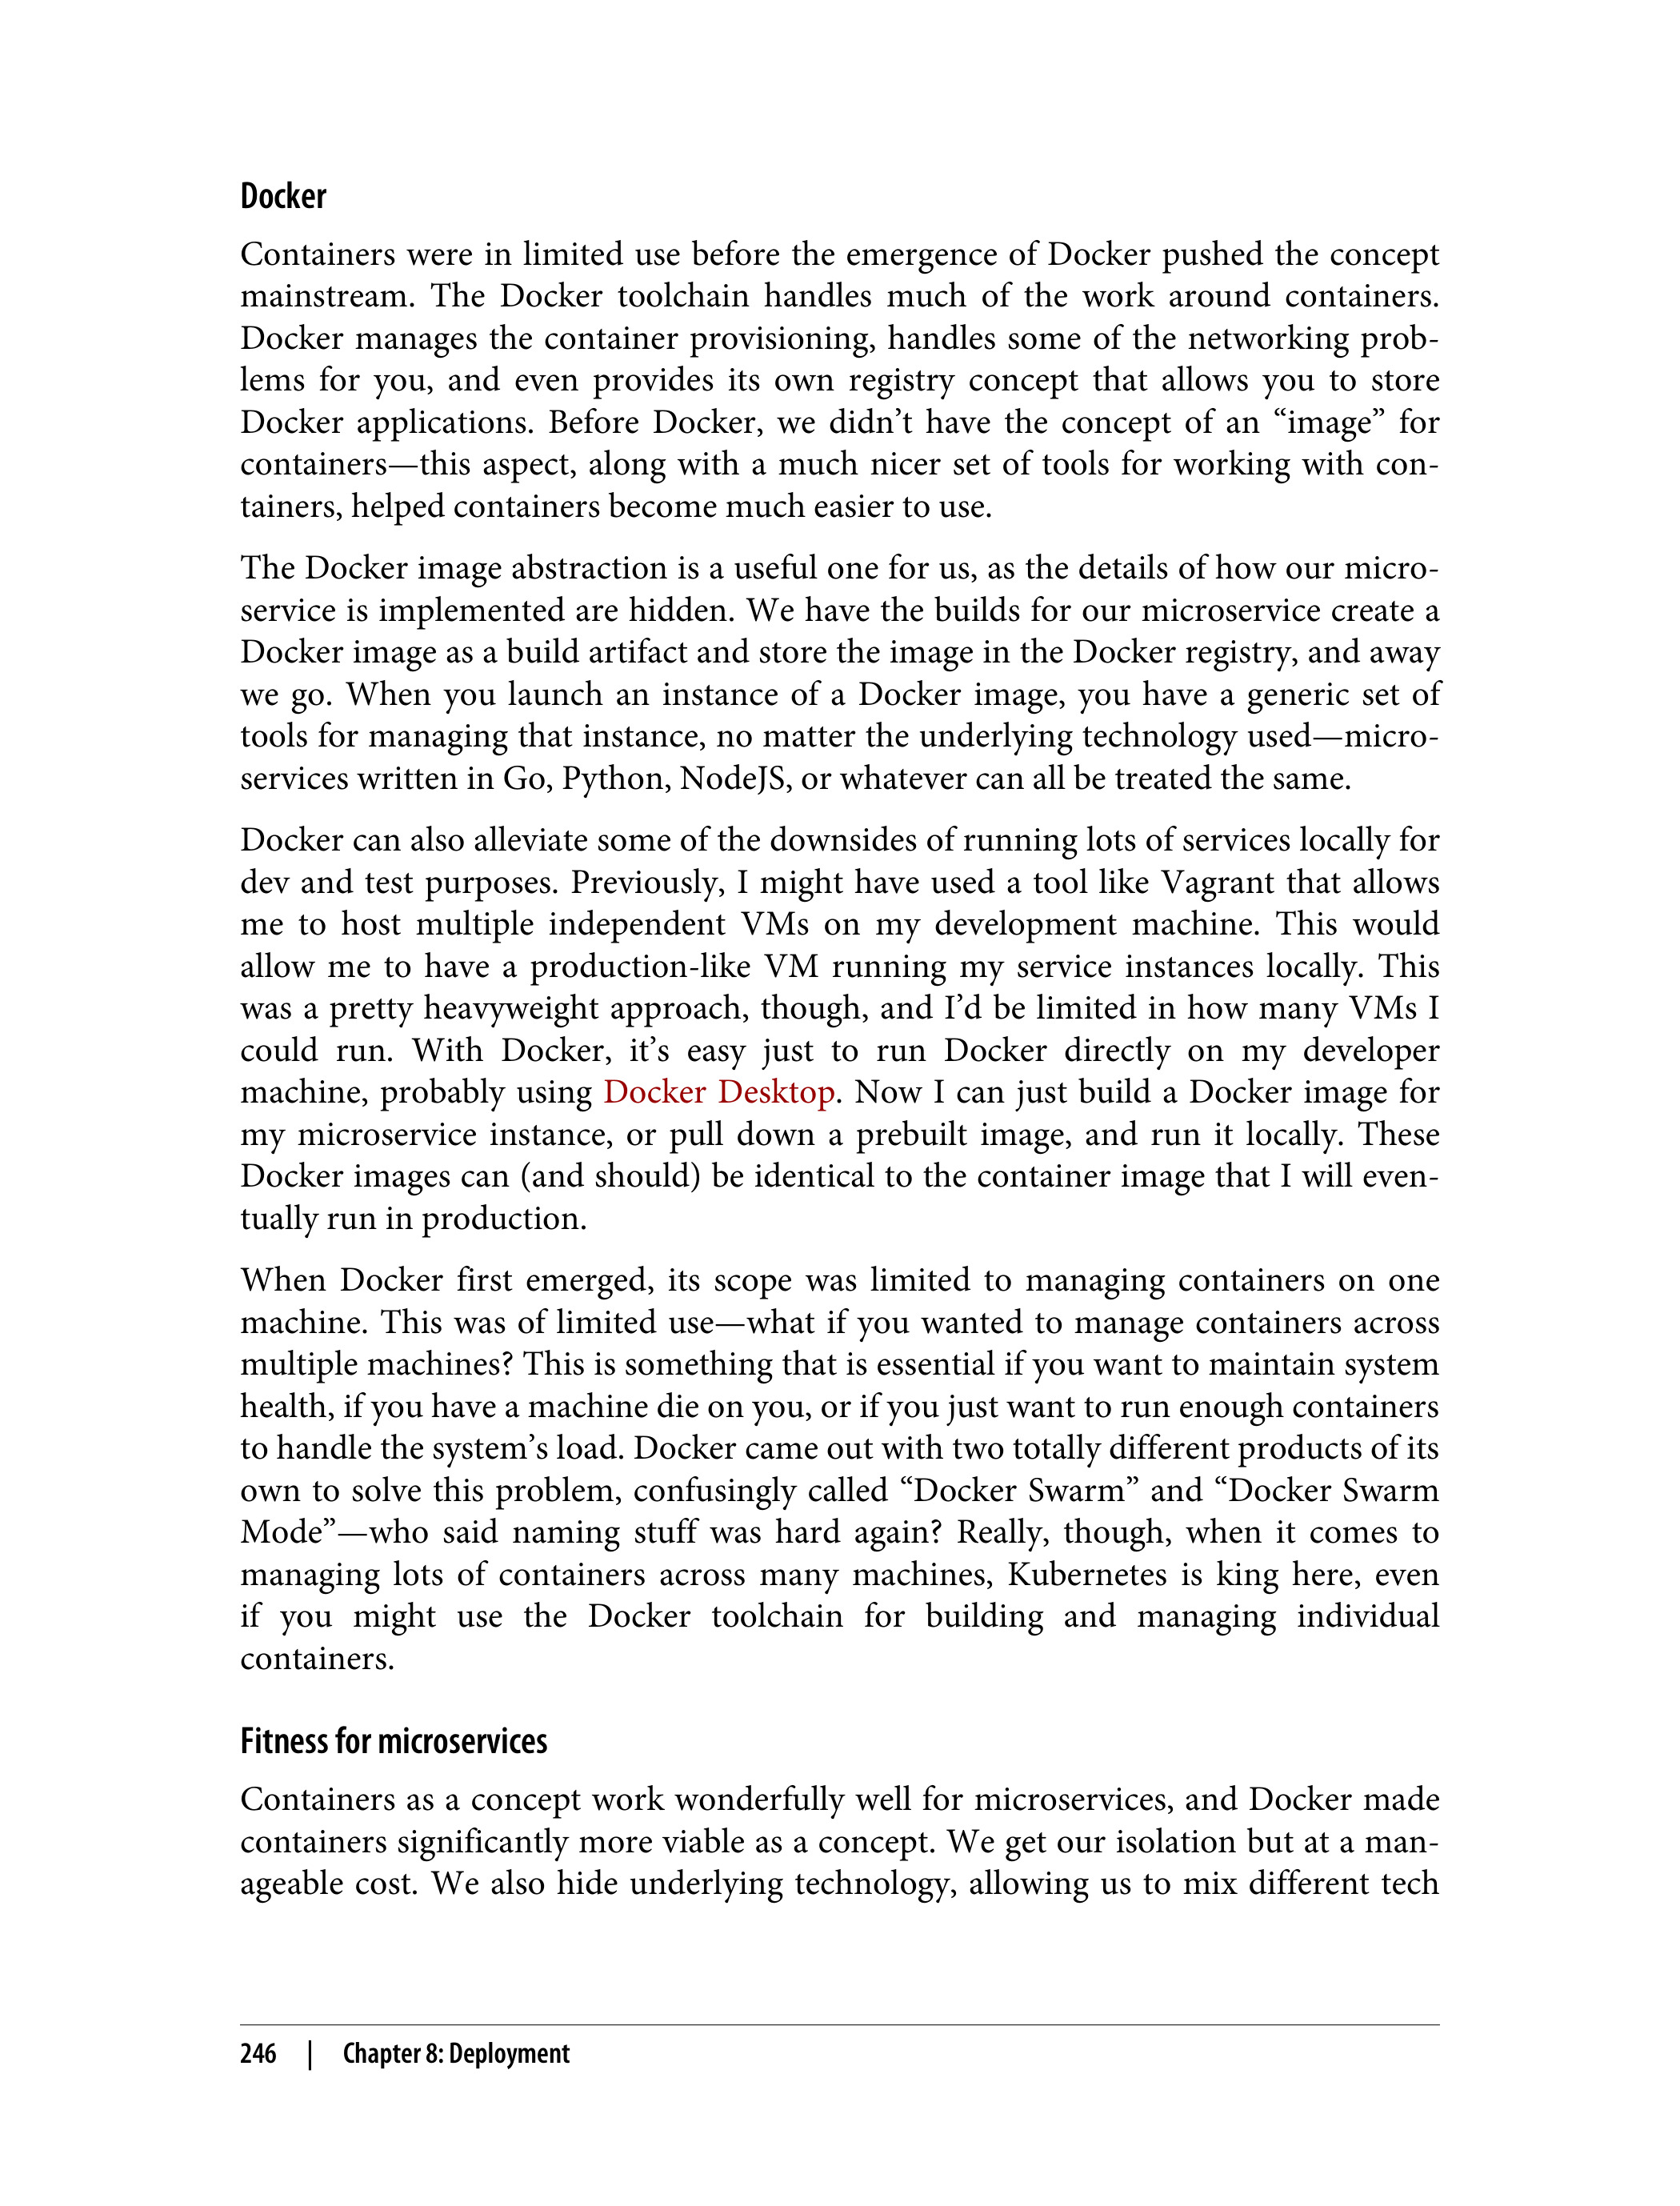 Docker
Containers were in limited use before the emergence of Docker pushed the concept
mainstream. The Docker toolchain handles much of the work around containers.
Docker manages the container provisioning, handles some of the networking prob-
lems for you, and even provides its own registry concept that allows you to store
Docker applications. Before Docker, we didn’t have the concept of an “image” for
containers—this aspect, along with a much nicer set of tools for working with con-
tainers, helped containers become much easier to use.
The Docker image abstraction is a useful one for us, as the details of how our micro-
service is implemented are hidden. We have the builds for our microservice create a
Docker image as a build artifact and store the image in the Docker registry, and away
we go. When you launch an instance of a Docker image, you have a generic set of
tools for managing that instance, no matter the underlying technology used—micro-
services written in Go, Python, NodeJS, or whatever can all be treated the same.
Docker can also alleviate some of the downsides of running lots of services locally for
dev and test purposes. Previously, I might have used a tool like Vagrant that allows
me to host multiple independent VMs on my development machine. This would
allow me to have a production-like VM running my service instances locally. This
was a pretty heavyweight approach, though, and I’d be limited in how many VMs I
could run. With Docker, it’s easy just to run Docker directly on my developer
machine, probably using Docker Desktop. Now I can just build a Docker image for
my microservice instance, or pull down a prebuilt image, and run it locally. These
Docker images can (and should) be identical to the container image that I will even-
tually run in production.
When Docker first emerged, its scope was limited to managing containers on one
machine. This was of limited use—what if you wanted to manage containers across
multiple machines? This is something that is essential if you want to maintain system
health, if you have a machine die on you, or if you just want to run enough containers
to handle the system’s load. Docker came out with two totally different products of its
own to solve this problem, confusingly called “Docker Swarm” and “Docker Swarm
Mode”—who said naming stuff was hard again? Really, though, when it comes to
managing lots of containers across many machines, Kubernetes is king here, even
if you might use the Docker toolchain for building and managing individual
containers.
Fitness for microservices
Containers as a concept work wonderfully well for microservices, and Docker made
containers significantly more viable as a concept. We get our isolation but at a man-
ageable cost. We also hide underlying technology, allowing us to mix different tech
246 | Chapter 8: Deployment